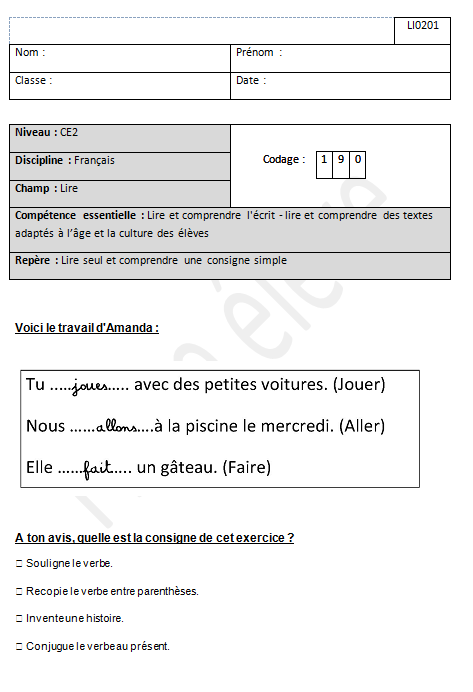 LI0201
Nom :
Prénom :
Classe :
Date :
Niveau : CE2
Discipline : Français
Codage : 1 9 0
Champ : Lire
Compétence essentielle : Lire et comprendre l'écrit - lire et comprendre des textes
adaptés à l'âge et la culture des élèves
Repère : Lire seul et comprendre une consigne simple
Voici le travail d'Amanda :
Tu .....joues..... avec des petites voitures. (Jouer)
Nous ......allons....à la piscine le mercredi. (Aller)
Elle ......fait..... un gâteau. (Faire)
A ton avis, quelle est la consigne de cet exercice ?
□ Souligne le verbe.
□ Recopie le verbe entre parenthèses.
□ Invente une histoire.
□ Conjugue le verbe au présent.